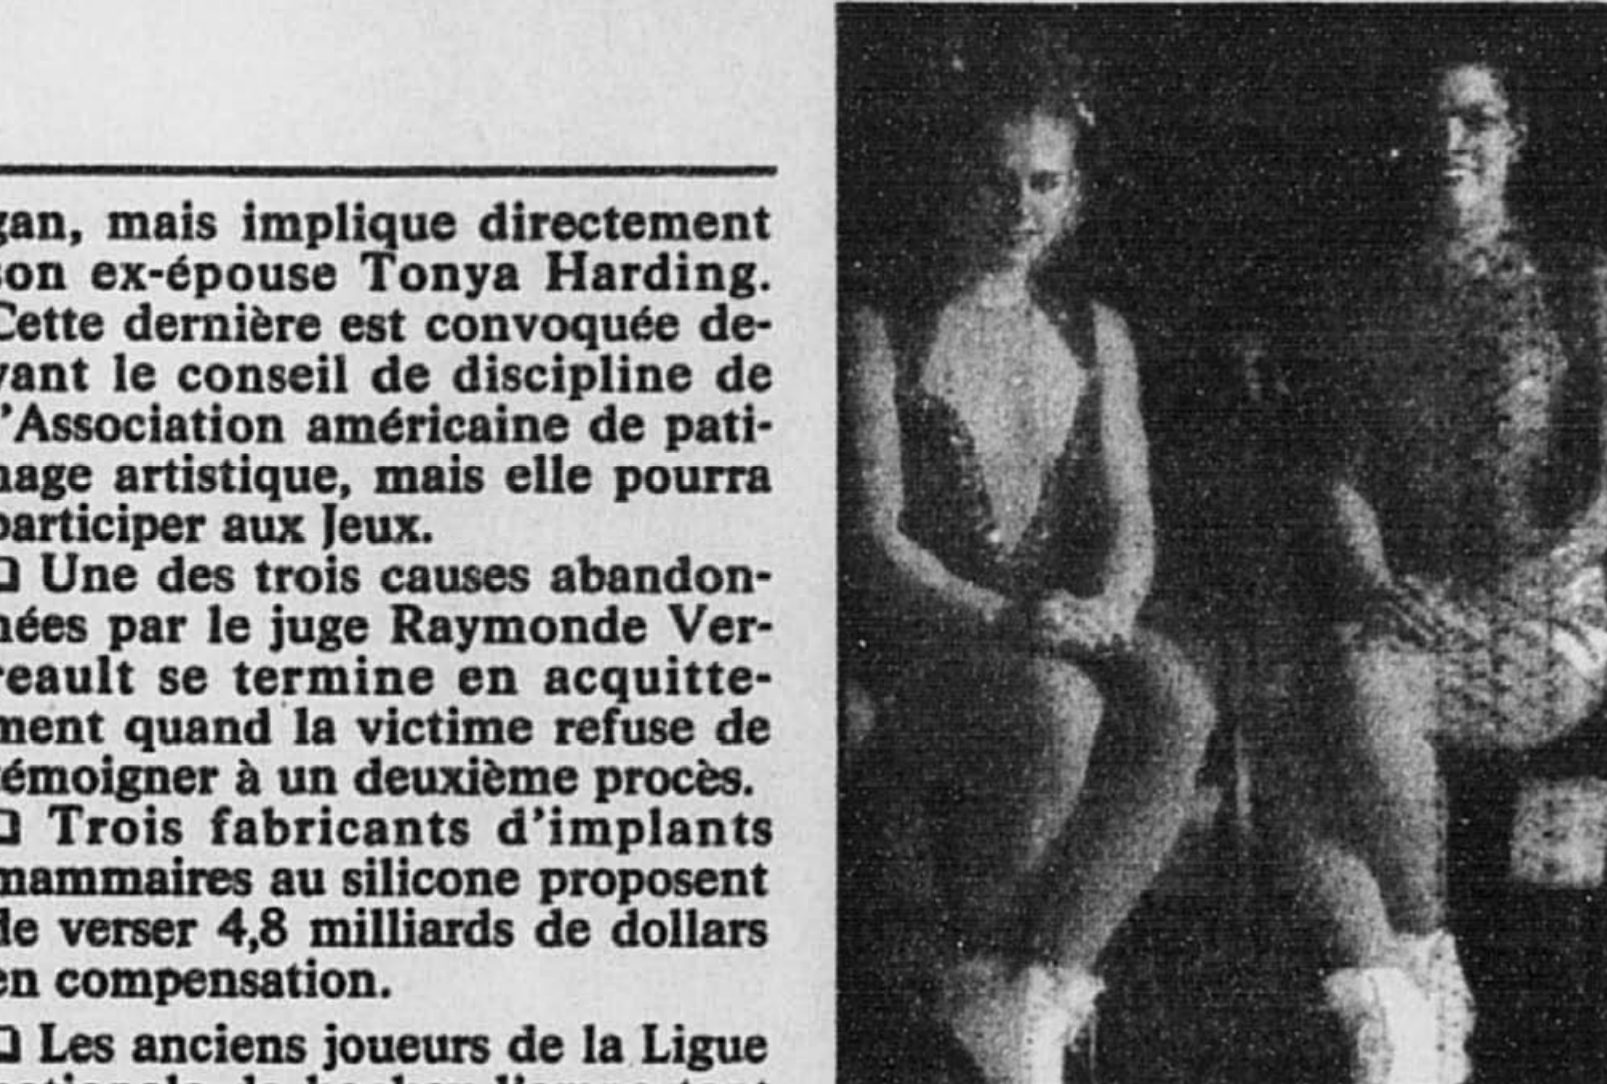 gan, mais implique directement
son ex-épouse Tonya Harding.
Cette dernière est convoquée de-
vant le conseil de discipline de
l'Association américaine de pati-
nage artistique, mais elle pourra
participer aux Jeux.
❏ Une des trois causes abandon-
nées par le juge Raymonde Ver-
reault se termine en acquitte-
ment quand la victime refuse de
témoigner à un deuxième procès.
❏ Trois fabricants d'implants
mammaires au silicone proposent
de verser 4,8 milliards de dollars
en compensation.
❏ Les anciens joueurs de la Ligue
nationale de hockey l'emportent